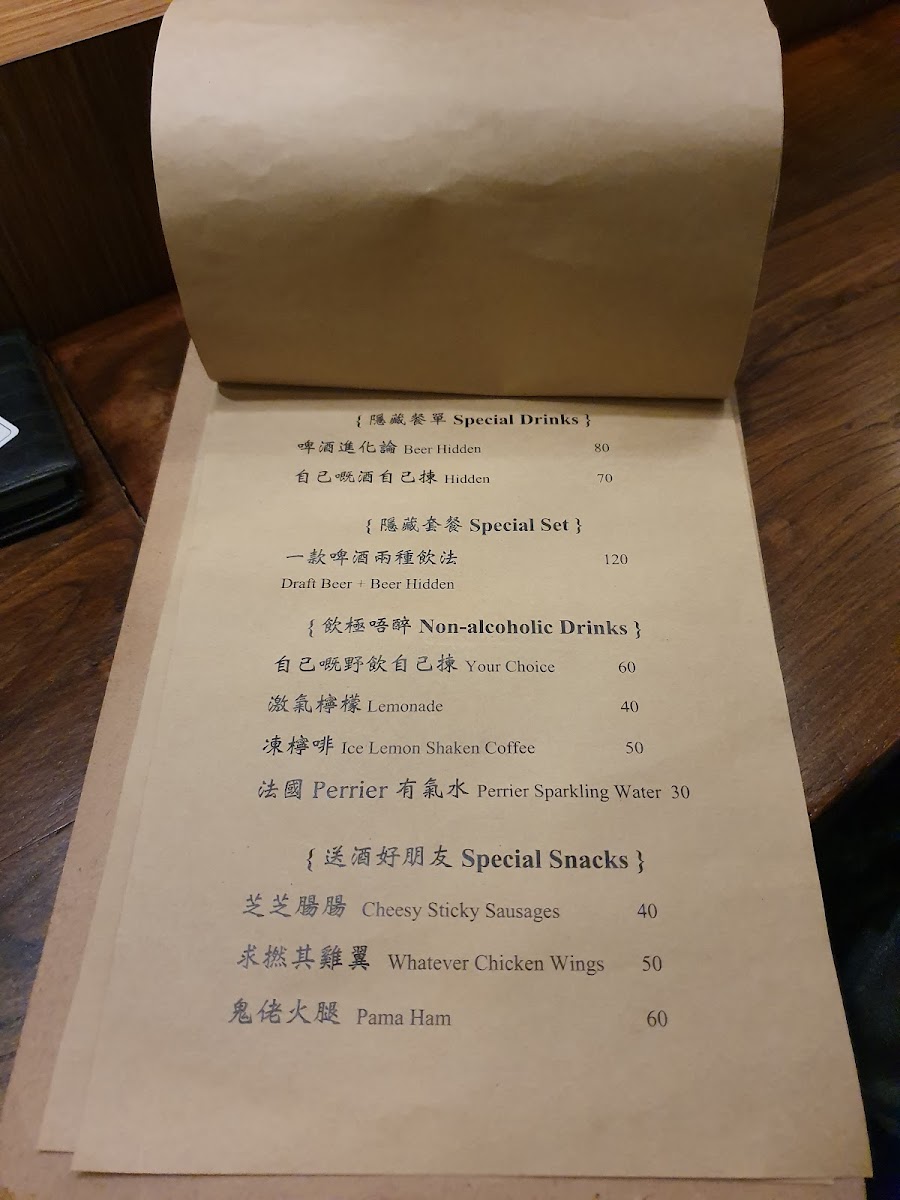 { 隱藏餐單 Special Drinks }
啤酒進化論 Beer Hidden 80
自己嘅酒自己揀 Hidden 70
{ 隱藏套餐 Special Set }
一款啤酒兩種飲法 120
Draft Beer + Beer Hidden
{ 飲極唔醉 Non-alcoholic Drinks }
自己嘅野飲自己揀 Your Choice 60
激氣檸檬 Lemonade 40
凍檸啡 Ice Lemon Shaken Coffee 50
法國 Perrier 有氣水 Perrier Sparkling Water 30
{ 送酒好朋友 Special Snacks }
芝芝腸腸 Cheesy Sticky Sausages 40
求撚其雞翼 Whatever Chicken Wings 50
鬼佬火腿 Pama Ham 60